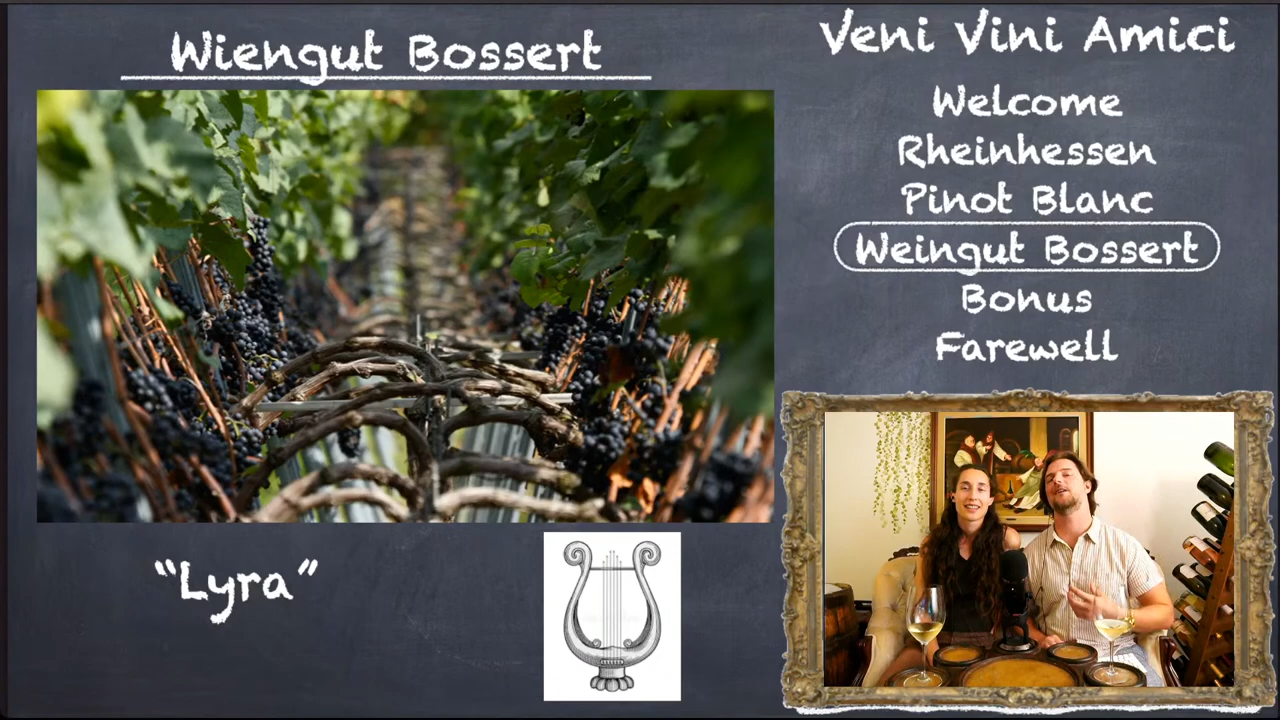 Wiengut Bossert
"Lyra"
Veni Vini Amici
Welcome
Rheinhessen
Pinot Blanc
Weingut Bossert
Bonus
Farewell